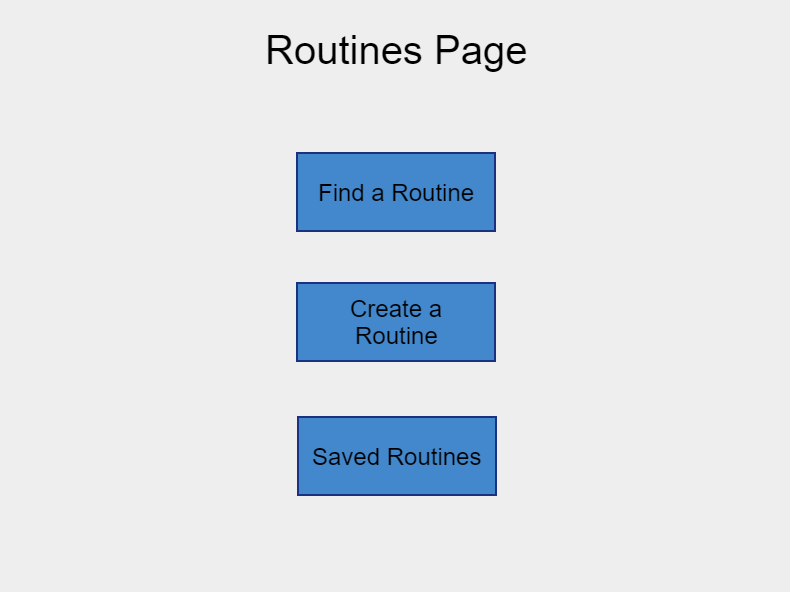 Routines Page
Find a Routine
Create a
Routine
Saved Routines